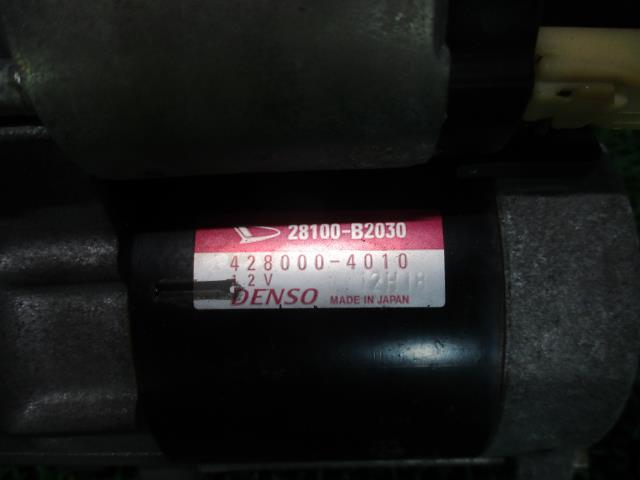 28100-B2030
428000-4010
12V
DENSO MADE IN JAPAN